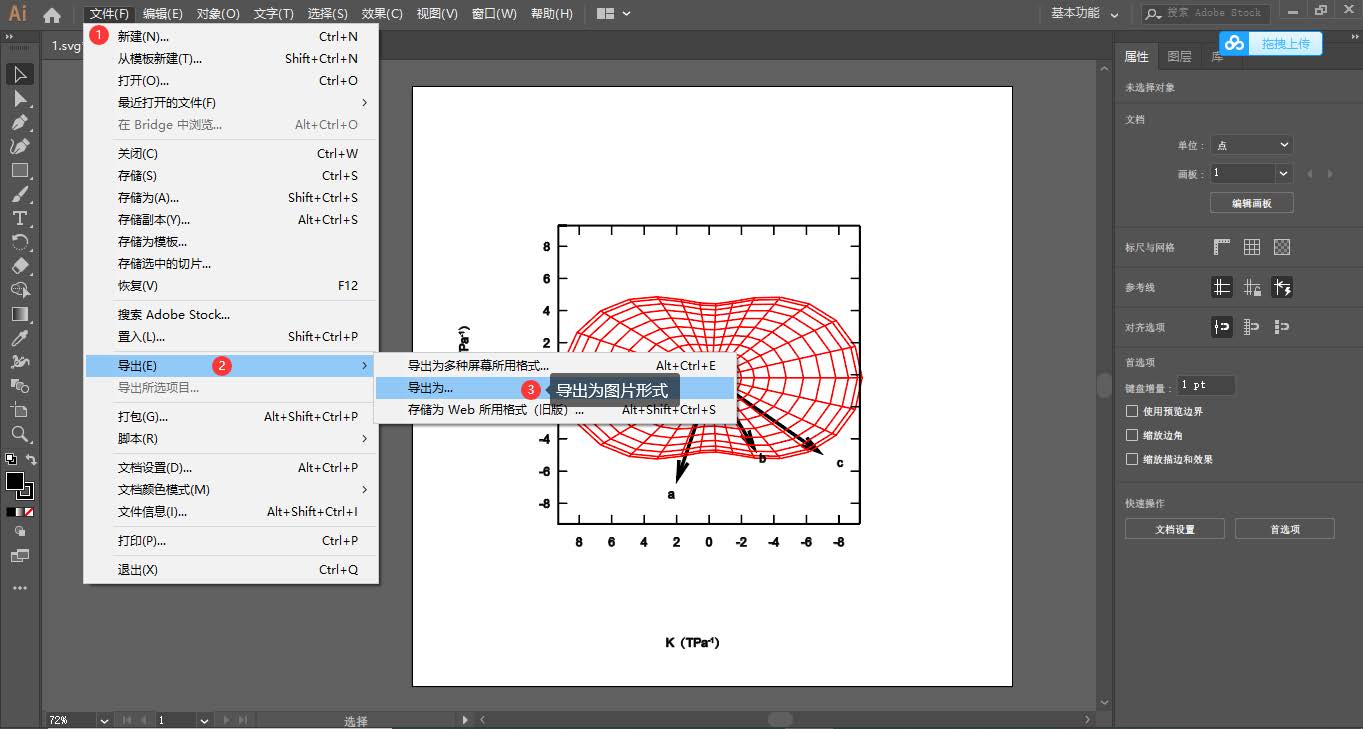 Ai 文件(F) 编辑(E) 对象(O) 文字(T) 选择(S) 效果(C) 视图(V) 窗口(W) 帮助(H) 基本功能 搜索 Adobe Stock
1.svg
拖拽上传
1
新建(N)... Ctrl+N
从模板新建(T)... Shift+Ctrl+N
打开(O)... Ctrl+O
最近打开的文件(F)
在 Bridge 中浏览... Alt+Ctrl+O
关闭(C) Ctrl+W
存储(S) Ctrl+S
存储为(A)... Shift+Ctrl+S
存储副本(Y)... Alt+Ctrl+S
存储为模板...
存储选中的切片...
恢复(V) F12
搜索 Adobe Stock...
置入(L)... Shift+Ctrl+P
导出(E) 2
导出所选项目...
打包(G)... Alt+Shift+Ctrl+P
脚本(R)
文档设置(D)... Alt+Ctrl+P
文档颜色模式(M)
文件信息(I)... Alt+Shift+Ctrl+I
打印(P)... Ctrl+P
退出(X) Ctrl+Q
导出为多种屏幕所用格式... Alt+Ctrl+E
导出为... 3 导出为图片形式
存储为 Web 所用格式（旧版）... Alt+Shift+Ctrl+S
8
6
4
2
-4
-6
-8
Pa⁻¹)
a
b
c
8 6 4 2 0 -2 -4 -6 -8
K（TPa⁻¹）
属性 图层 库
未选择对象
文档
单位： 点
画板： 1
编辑画板
标尺与网格
参考线
对齐选项
首选项
键盘增量： 1 pt
使用预览边界
缩放边角
缩放描边和效果
快速操作
文档设置 首选项
72% 1 选择